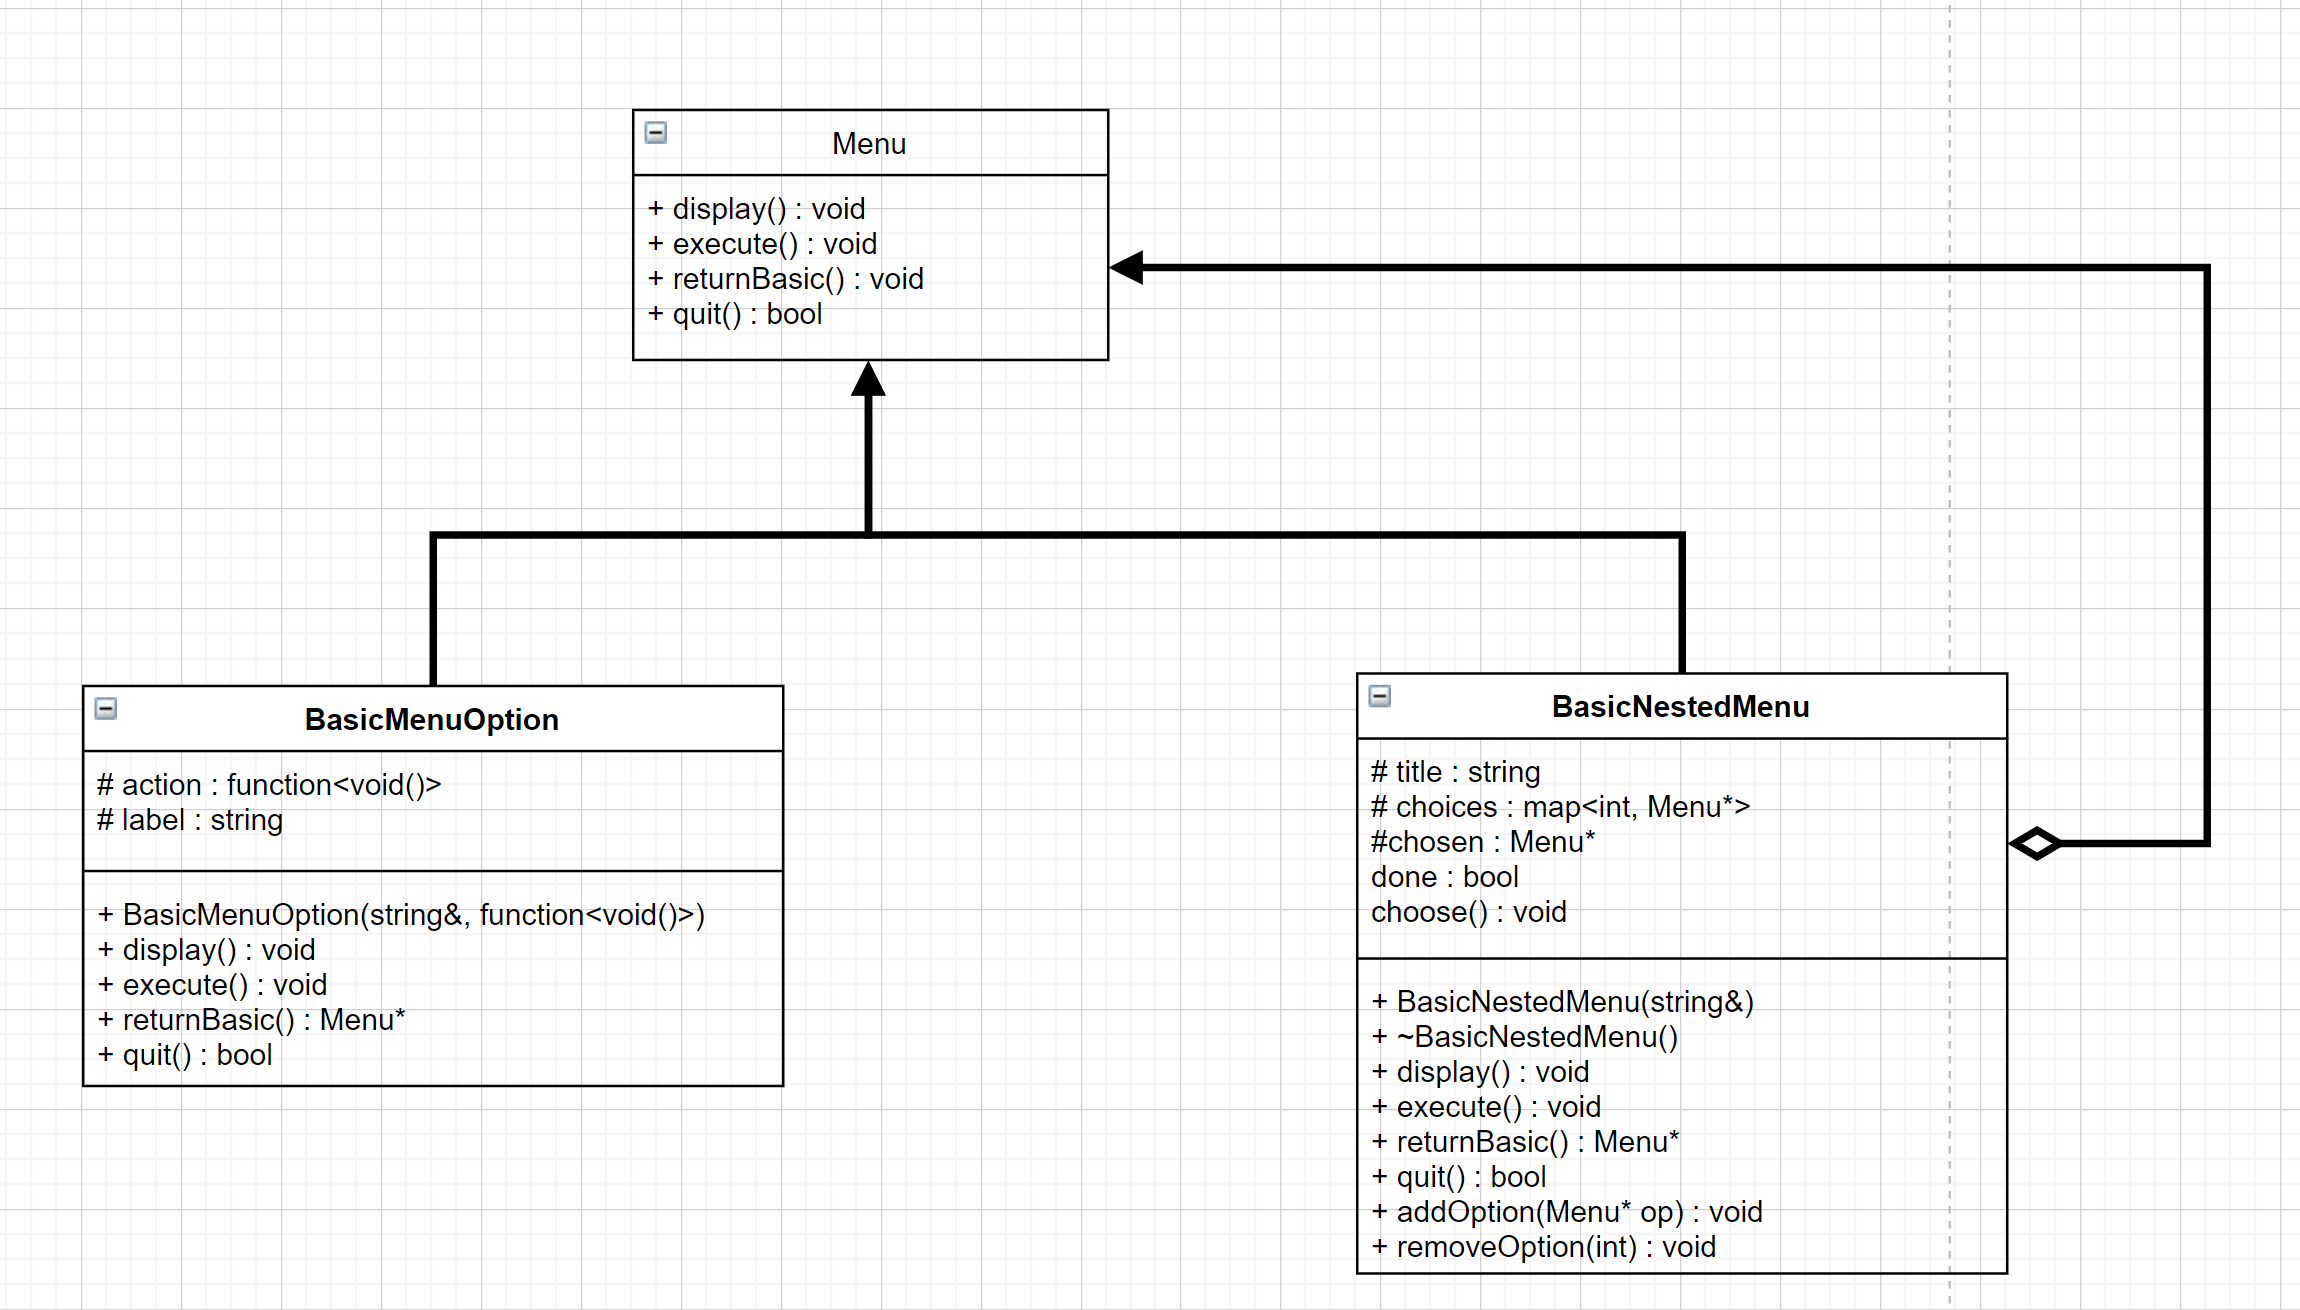 Menu
+ display() : void
+ execute() : void
+ returnBasic() : void
+ quit() : bool
BasicMenuOption
# action : function<void()>
# label : string
+ BasicMenuOption(string&, function<void()>)
+ display() : void
+ execute() : void
+ returnBasic() : Menu*
+ quit() : bool
BasicNestedMenu
# title : string
# choices : map<int, Menu*>
#chosen : Menu*
done : bool
choose() : void
+ BasicNestedMenu(string&)
+ ~BasicNestedMenu()
+ display() : void
+ execute() : void
+ returnBasic() : Menu*
+ quit() : bool
+ addOption(Menu* op) : void
+ removeOption(int) : void